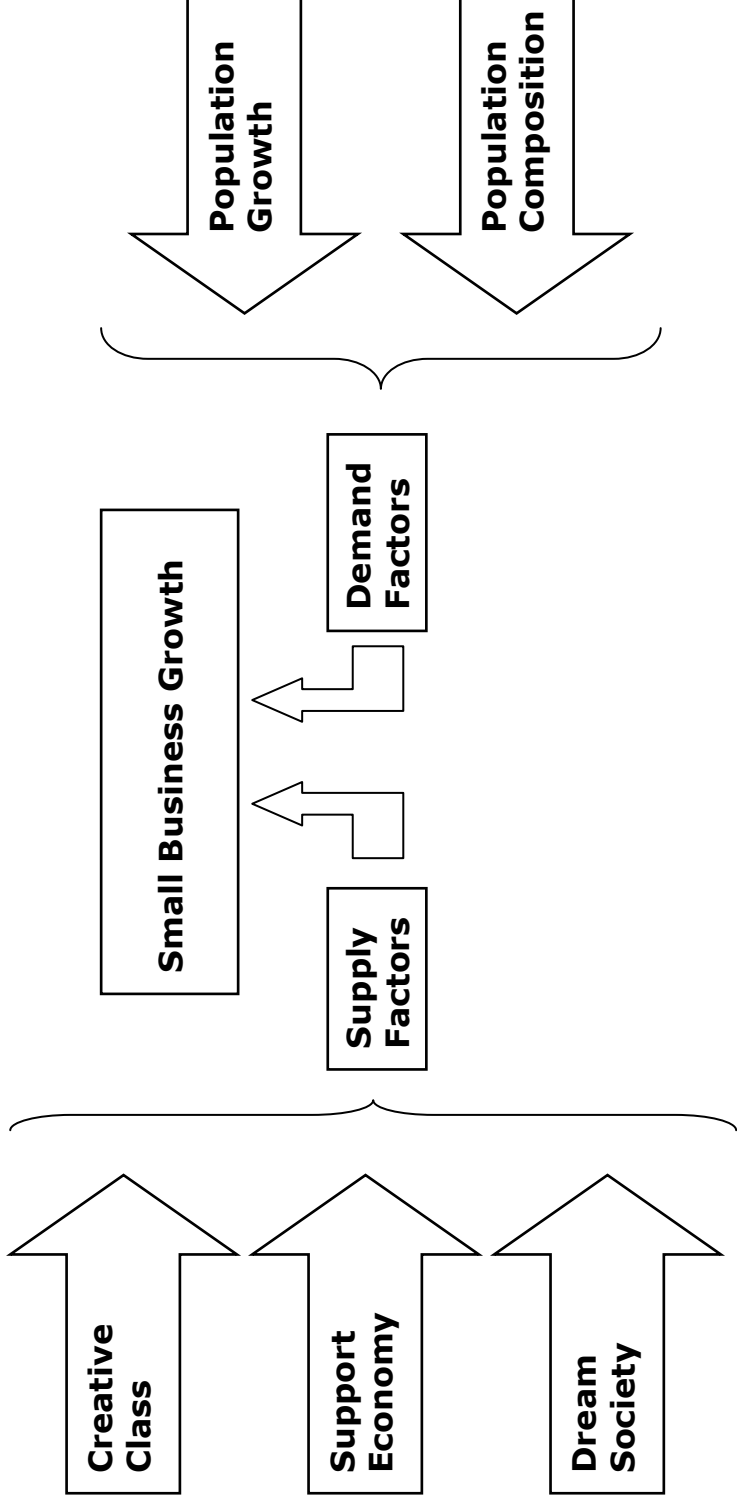 Small Business Growth
Creative
Class
Support
Economy
Dream
Society
Supply
Factors
Demand
Factors
Population
Growth
Population
Composition